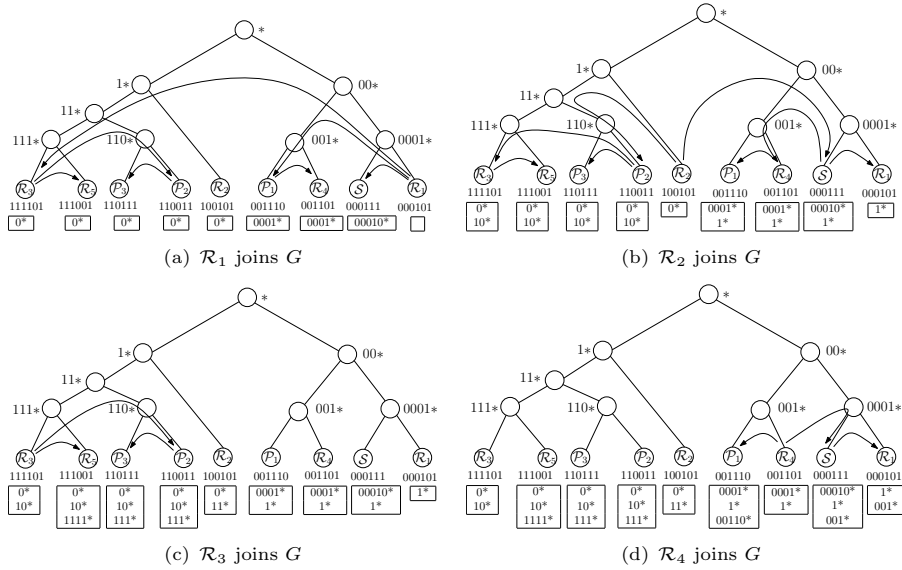 *
1*
00*
11*
111*
110*
001*
0001*
R3 R5 P3 P2 R2 P1 R4 S R1
111101 111001 110111 110011 100101 001110 001101 000111 000101
0* 0* 0* 0* 0* 0001* 0001* 00010*
(a) R1 joins G
*
1*
00*
11*
111*
110*
001*
0001*
R3 R5 P3 P2 R2 P1 R4 S R1
111101 111001 110111 110011 100101 001110 001101 000111 000101
0* 0* 0* 0* 0* 0001* 0001* 00010* 1*
10* 10* 10* 10* 1* 1* 1*
(b) R2 joins G
*
1*
00*
11*
111*
110*
001*
0001*
R3 R5 P3 P2 R2 P1 R4 S R1
111101 111001 110111 110011 100101 001110 001101 000111 000101
0* 0* 0* 0* 0* 0001* 0001* 00010* 1*
10* 10* 10* 10* 11* 1* 1* 1*
1111* 111* 111*
(c) R3 joins G
*
1*
00*
11*
111*
110*
001*
0001*
R3 R5 P3 P2 R2 P1 R4 S R1
111101 111001 110111 110011 100101 001110 001101 000111 000101
0* 0* 0* 0* 0* 0001* 0001* 00010* 1*
10* 10* 10* 10* 11* 1* 1* 1* 001*
1111* 111* 111* 00110* 001*
(d) R4 joins G